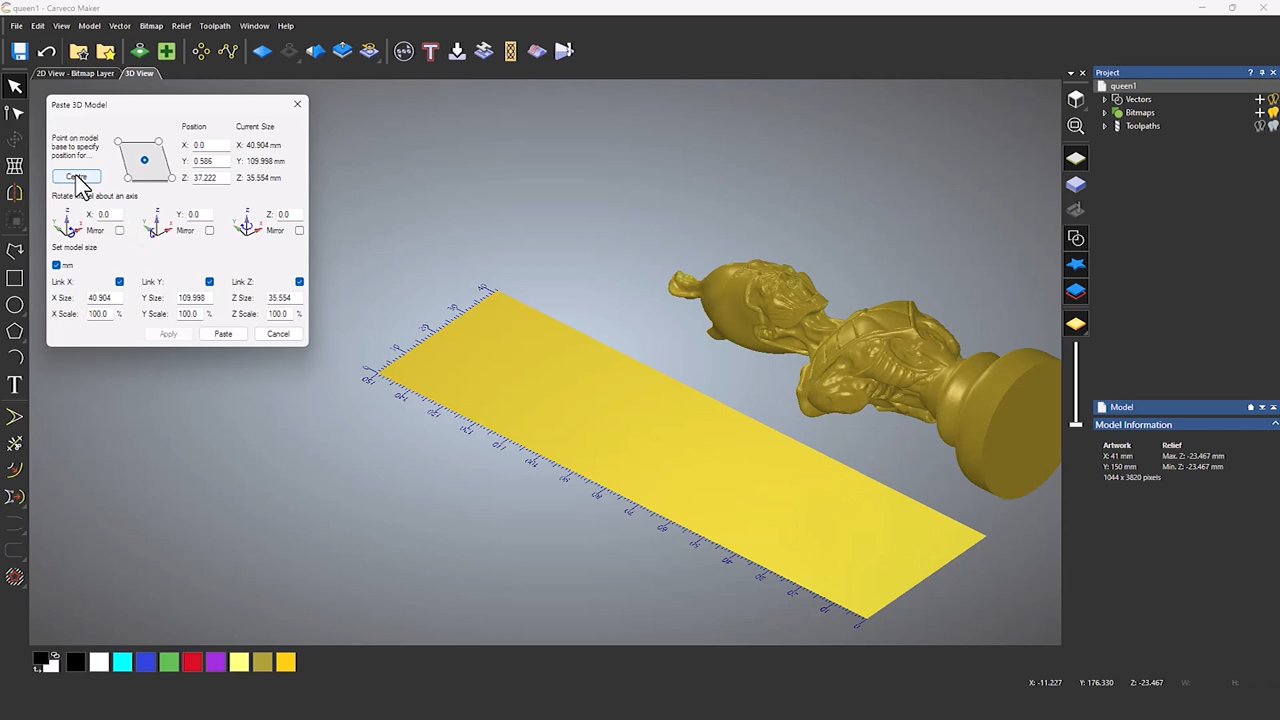 queen1 - Carveco Maker
File Edit View Model Vector Bitmap Relief Toolpath Window Help
2D View - Bitmap Layer 3D View
Project
queen1
Vectors
Bitmaps
Toolpaths
Paste 3D Model
Point on model
base to specify
position for...
Position Current Size
X: 0.0 X: 40.904 mm
Y: 0.586 Y: 109.998 mm
Z: 37.222 Z: 35.554 mm
Rotate model about an axis
X: 0.0 Y: 0.0 Z: 0.0
Mirror Mirror Mirror
Set model size
mm
Link X: Link Y: Link Z:
X Size: 40.904 Y Size: 109.998 Z Size: 35.554
X Scale: 100.0 % Y Scale: 100.0 % Z Scale: 100.0 %
Apply Paste Cancel
Model
Model Information
Artwork Relief
X: 41 mm Max. Z: -23.467 mm
Y: 150 mm Min. Z: -23.467 mm
1044 x 3820 pixels
X: -11.227 Y: 176.330 Z: -23.467 W: H: